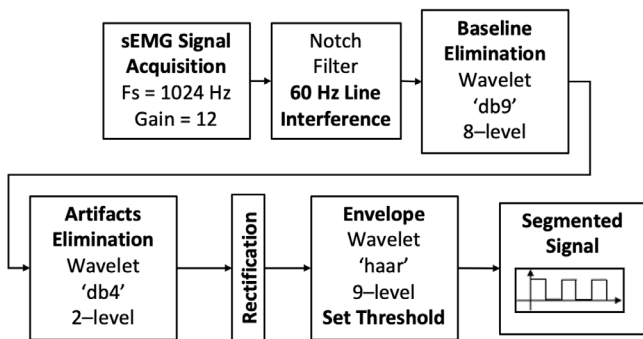 sEMG Signal
Acquisition
Fs = 1024 Hz
Gain = 12
Notch
Filter
60 Hz Line
Interference
Baseline
Elimination
Wavelet
'db9'
8–level
Artifacts
Elimination
Wavelet
'db4'
2–level
Rectification
Envelope
Wavelet
'haar'
9–level
Set Threshold
Segmented
Signal